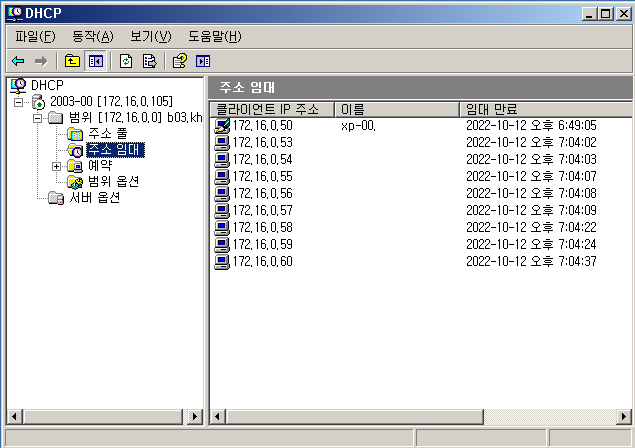 DHCP
파일(F) 동작(A) 보기(V) 도움말(H)
DHCP
2003-00 [172.16.0.105]
범위 [172.16.0.0] b03.kh
주소 풀
주소 임대
예약
범위 옵션
서버 옵션
주소 임대
클라이언트 IP 주소 이름 임대 만료
172.16.0.50 xp-00. 2022-10-12 오후 6:49:05
172.16.0.53 2022-10-12 오후 7:04:02
172.16.0.54 2022-10-12 오후 7:04:03
172.16.0.55 2022-10-12 오후 7:04:07
172.16.0.56 2022-10-12 오후 7:04:08
172.16.0.57 2022-10-12 오후 7:04:09
172.16.0.58 2022-10-12 오후 7:04:22
172.16.0.59 2022-10-12 오후 7:04:24
172.16.0.60 2022-10-12 오후 7:04:37